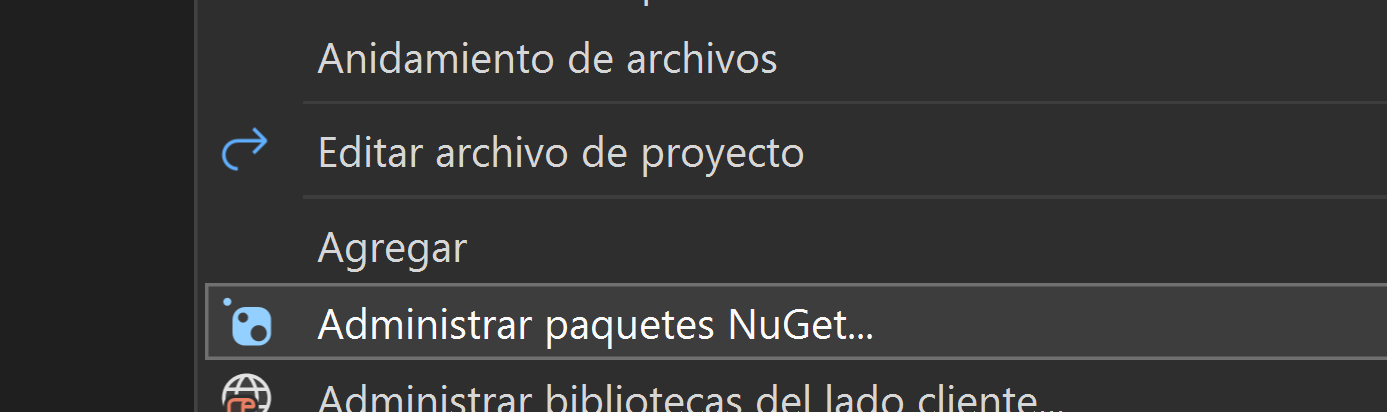 Anidamiento de archivos
Editar archivo de proyecto
Agregar
Administrar paquetes NuGet...
Administrar bibliotecas del lado cliente...